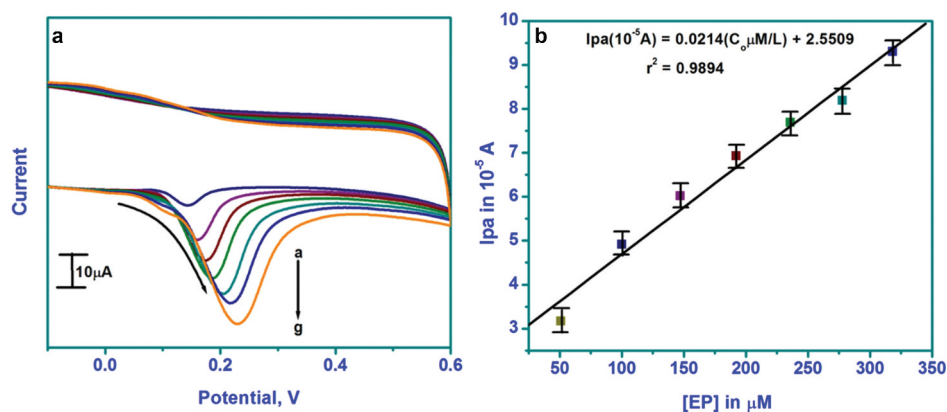 a
Current
10μA
a
g
0.0
0.2
0.4
0.6
Potential, V
b
Ipa(10⁻⁵A) = 0.0214(CₒμM/L) + 2.5509
r² = 0.9894
Ipa in 10⁻⁵ A
10
9
8
7
6
5
4
3
50
100
150
200
250
300
350
[EP] in μM